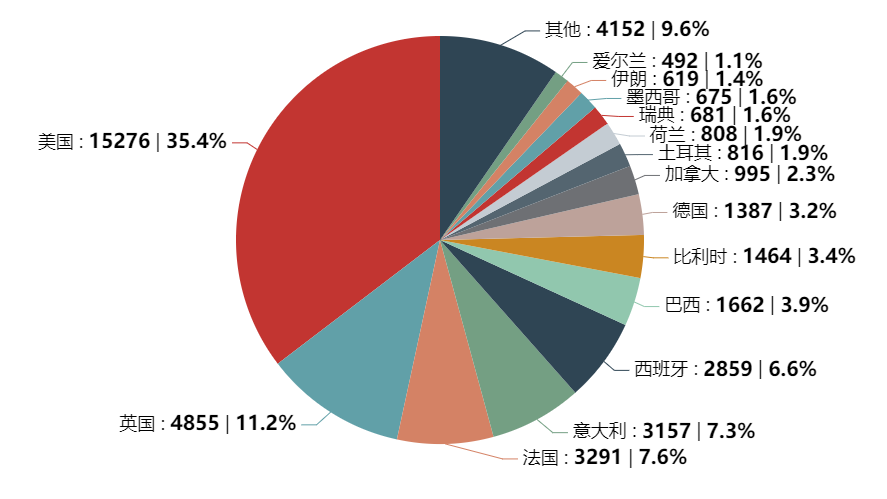 其他 : 4152 | 9.6%
爱尔兰 : 492 | 1.1%
伊朗 : 619 | 1.4%
墨西哥 : 675 | 1.6%
瑞典 : 681 | 1.6%
荷兰 : 808 | 1.9%
土耳其 : 816 | 1.9%
加拿大 : 995 | 2.3%
德国 : 1387 | 3.2%
比利时 : 1464 | 3.4%
巴西 : 1662 | 3.9%
西班牙 : 2859 | 6.6%
意大利 : 3157 | 7.3%
法国 : 3291 | 7.6%
英国 : 4855 | 11.2%
美国 : 15276 | 35.4%